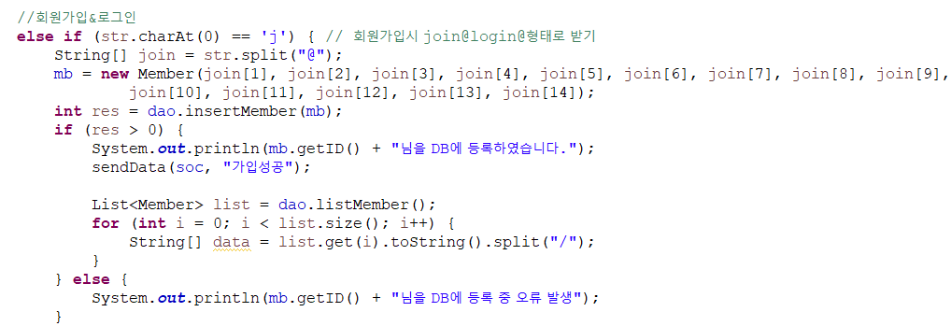 //회원가입&로그인
else if (str.charAt(0) == 'j') { // 회원가입시 join@login@형태로 받기
    String[] join = str.split("@");
    mb = new Member(join[1], join[2], join[3], join[4], join[5], join[6], join[7], join[8], join[9],
            join[10], join[11], join[12], join[13], join[14]);
    int res = dao.insertMember(mb);
    if (res > 0) {
        System.out.println(mb.getID() + "님을 DB에 등록하였습니다.");
        sendData(soc, "가입성공");

        List<Member> list = dao.listMember();
        for (int i = 0; i < list.size(); i++) {
            String[] data = list.get(i).toString().split("/");
        }
    } else {
        System.out.println(mb.getID() + "님을 DB에 등록 중 오류 발생");
    }